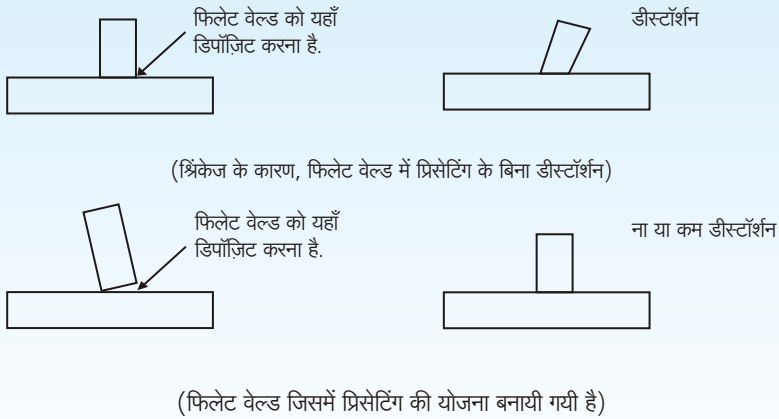 फिलेट वेल्ड को यहाँ
डिपॉज़िट करना है.
डीस्टॉर्शन
(श्रिंकेज के कारण, फिलेट वेल्ड में प्रिसेटिंग के बिना डीस्टॉर्शन)
फिलेट वेल्ड को यहाँ
डिपॉज़िट करना है.
ना या कम डीस्टॉर्शन
(फिलेट वेल्ड जिसमें प्रिसेटिंग की योजना बनायी गयी है)